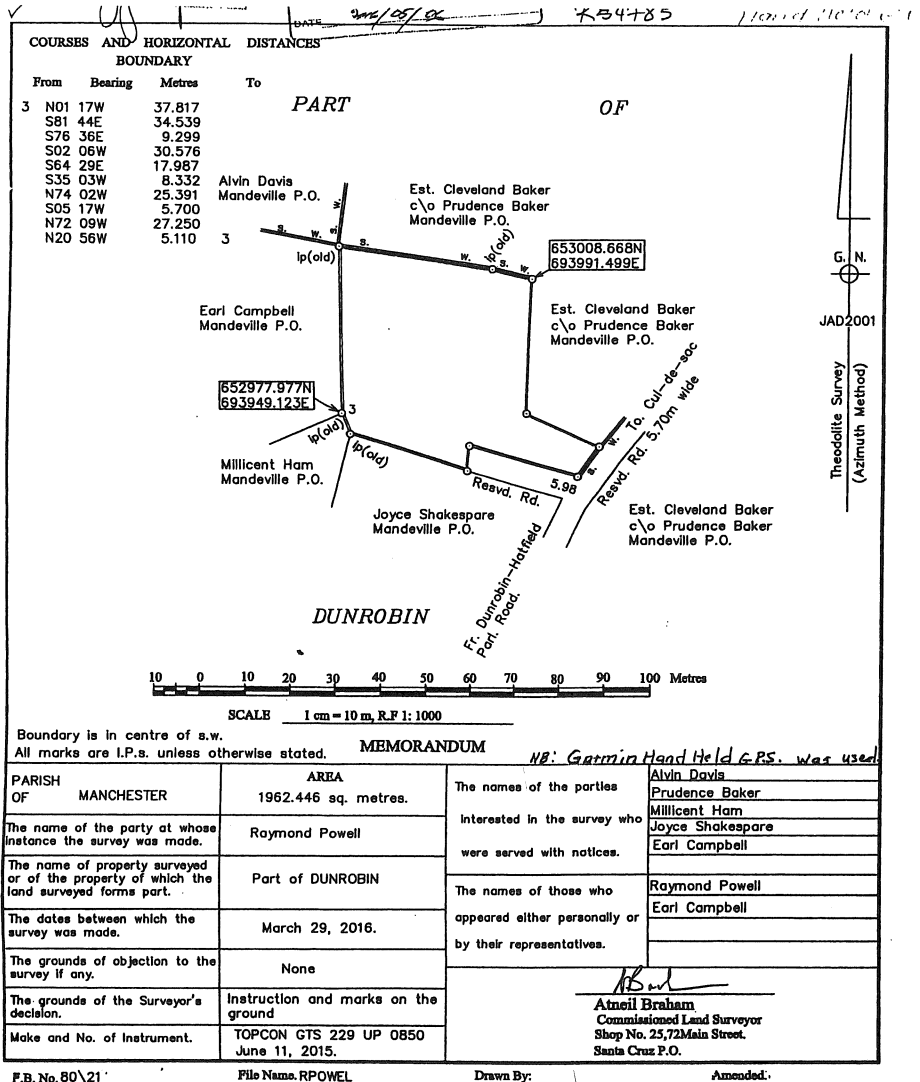 DATE
K54785
COURSES AND HORIZONTAL DISTANCES
BOUNDARY
From Bearing Metres To
3 N01 17W 37.817
S81 44E 34.539
S76 36E 9.299
S02 06W 30.576
S64 29E 17.987
S35 03W 8.332
N74 02W 25.391
S05 17W 5.700
N72 09W 27.250
N20 56W 5.110 3
PART OF
Alvin Davis
Mandeville P.O.
Est. Cleveland Baker
c\o Prudence Baker
Mandeville P.O.
s. w. s. w.
s. w. s. w.
Ip(old)
Ip(old)
653008.668N
693991.499E
G. N.
JAD2001
Theodolite Survey
(Azimuth Method)
Earl Campbell
Mandeville P.O.
Est. Cleveland Baker
c\o Prudence Baker
Mandeville P.O.
652977.977N
693949.123E
3
Ip(old)
Ip(old)
To. Cul-de-sac
Resvd. Rd. 5.70m wide
s. w.
Millicent Ham
Mandeville P.O.
Resvd. Rd.
5.98
Joyce Shakespare
Mandeville P.O.
Est. Cleveland Baker
c\o Prudence Baker
Mandeville P.O.
Fr. Dunrobin-Hatfield
Parl. Road.
DUNROBIN
10 0 10 20 30 40 50 60 70 80 90 100 Metres
SCALE 1 cm = 10 m, R.F 1: 1000
Boundary is in centre of s.w.
All marks are I.P.s. unless otherwise stated.
MEMORANDUM
NB: Garmin Hand Held G.P.S. was used
PARISH
OF MANCHESTER
AREA
1962.446 sq. metres.
The name of the party at whose
instance the survey was made.
Raymond Powell
The name of property surveyed
or of the property of which the
land surveyed forms part.
Part of DUNROBIN
The dates between which the
survey was made.
March 29, 2016.
The grounds of objection to the
survey if any.
None
The grounds of the Surveyor's
decision.
Instruction and marks on the
ground
Make and No. of Instrument.
TOPCON GTS 229 UP 0850
June 11, 2015.
The names of the parties
interested in the survey who
were served with notices.
Alvin Davis
Prudence Baker
Millicent Ham
Joyce Shakespare
Earl Campbell
The names of those who
appeared either personally or
by their representatives.
Raymond Powell
Earl Campbell
Atneil Braham
Commissioned Land Surveyor
Shop No. 25,72Main Street.
Santa Cruz P.O.
F.B. No. 80\21
File Name. RPOWEL
Drawn By:
Amended: